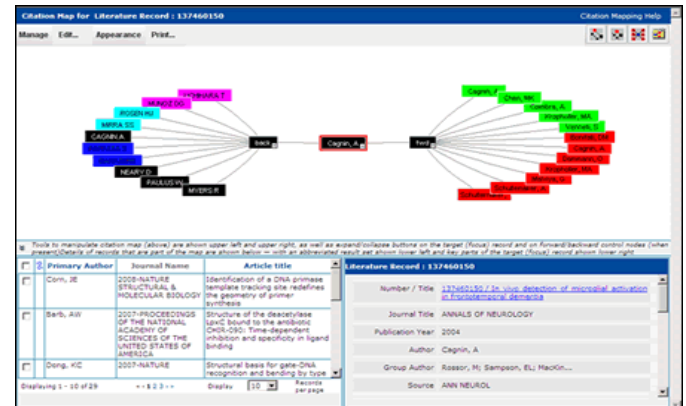 Citation Map for Literature Record : 137460150
Citation Mapping Help
Manage Edit... Appearance Print...
Cagnin, A
Chen, MK
Coimbra, A
Kropholler, MA
Venneti, S
ROGEN HJ
MIRRA SS
CAGNIN A
back
Cagnin, A
fwd
Cagnin, A
NEARY D
PAULUS W
MYERS R
Kropholler, MA
Schuitemaker, A
Tools to manipulate citation map (above) are shown upper left and upper right, as well as expand/collapse buttons on the target (focus) record and on forward/backward control nodes (when
present)Details of records that are part of the map are shown below -- with an abbreviated result set shown lower left and key parts of the target (focus) record shown lower right
Primary Author Journal Name Article title
Corn, JE
2008-NATURE
STRUCTURAL &
MOLECULAR BIOLOGY
Identification of a DNA primase
template tracking site redefines
the geometry of primer
synthesis
Barb, AW
2007-PROCEEDINGS
OF THE NATIONAL
ACADEMY OF
SCIENCES OF THE
UNITED STATES OF
AMERICA
Structure of the deacetylase
LpxC bound to the antibiotic
CHIR-090: Time-dependent
inhibition and specificity in ligand
binding
Dong, KC
2007-NATURE
Structural basis for gate-DNA
recognition and bending by type
Displaying 1 - 10 of 29
1 2 3
Display 10 Records
per page
Literature Record : 137460150
Number / Title
137460150 / In vivo detection of microglial activation
in frontotemporal dementia
Journal Title ANNALS OF NEUROLOGY
Publication Year 2004
Author Cagnin, A
Group Author Rossor, M; Sampson, EL; MacKin...
Source ANN NEUROL